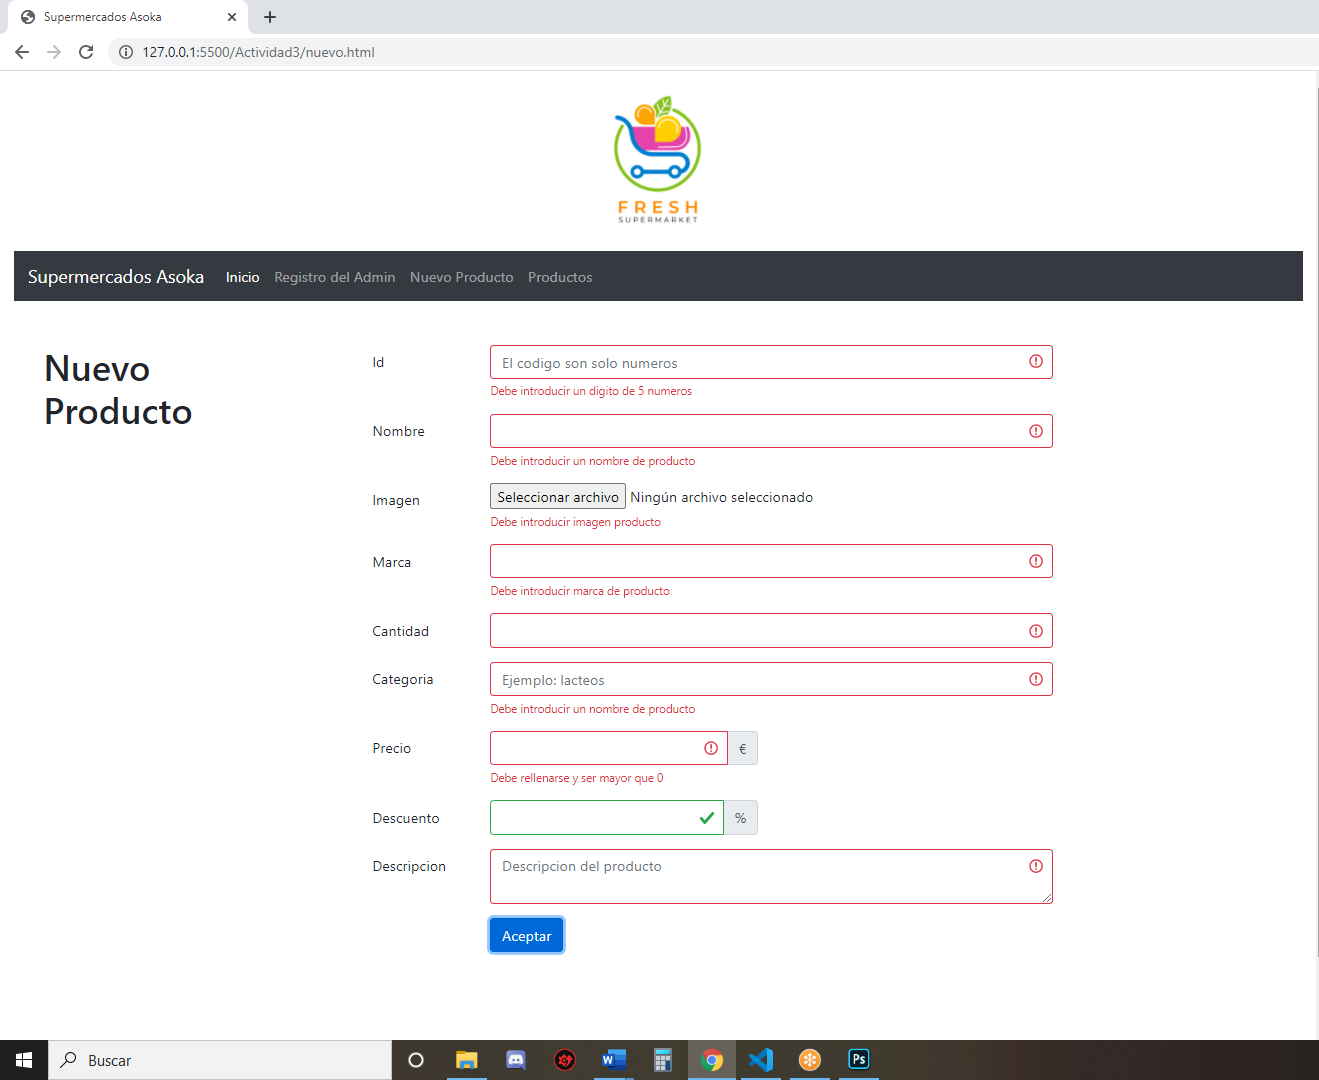 Supermercados Asoka
127.0.0.1:5500/Actividad3/nuevo.html
FRESH
SUPERMARKET
Supermercados Asoka Inicio Registro del Admin Nuevo Producto Productos
Nuevo
Producto
Id
El codigo son solo numeros
Debe introducir un digito de 5 numeros
Nombre
Debe introducir un nombre de producto
Imagen
Seleccionar archivo Ningún archivo seleccionado
Debe introducir imagen producto
Marca
Debe introducir marca de producto
Cantidad
Categoria
Ejemplo: lacteos
Debe introducir un nombre de producto
Precio
€
Debe rellenarse y ser mayor que 0
Descuento
%
Descripcion
Descripcion del producto
Aceptar
Buscar
W
Ps